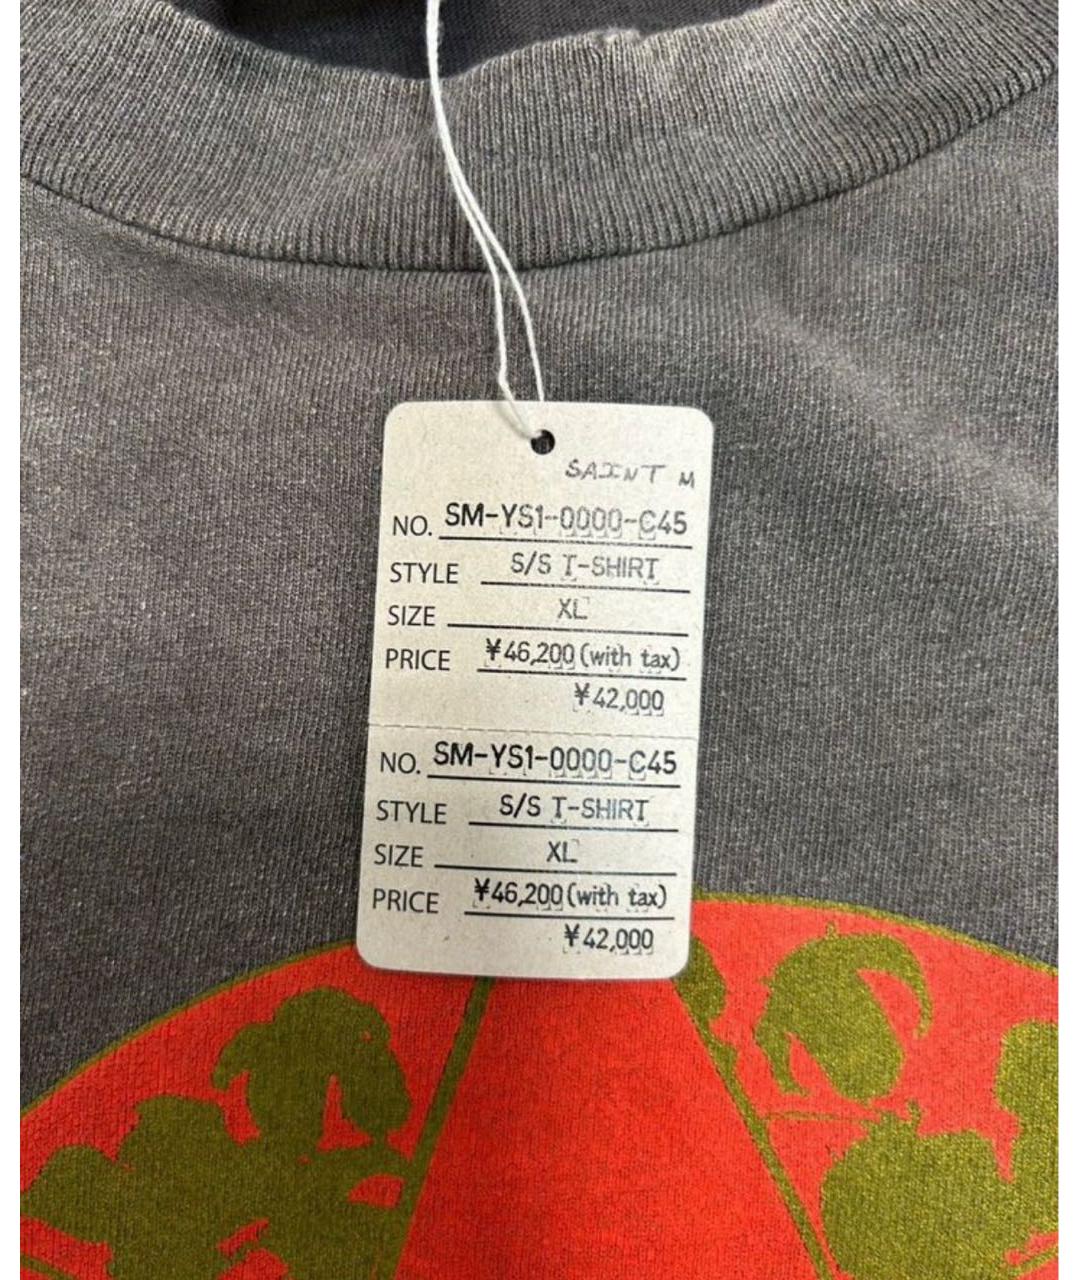 SAINT M
NO. SM-YS1-0000-C45
STYLE S/S T-SHIRT
SIZE XL
PRICE ¥46,200(with tax)
¥42,000
NO. SM-YS1-0000-C45
STYLE S/S T-SHIRT
SIZE XL
PRICE ¥46,200(with tax)
¥42,000